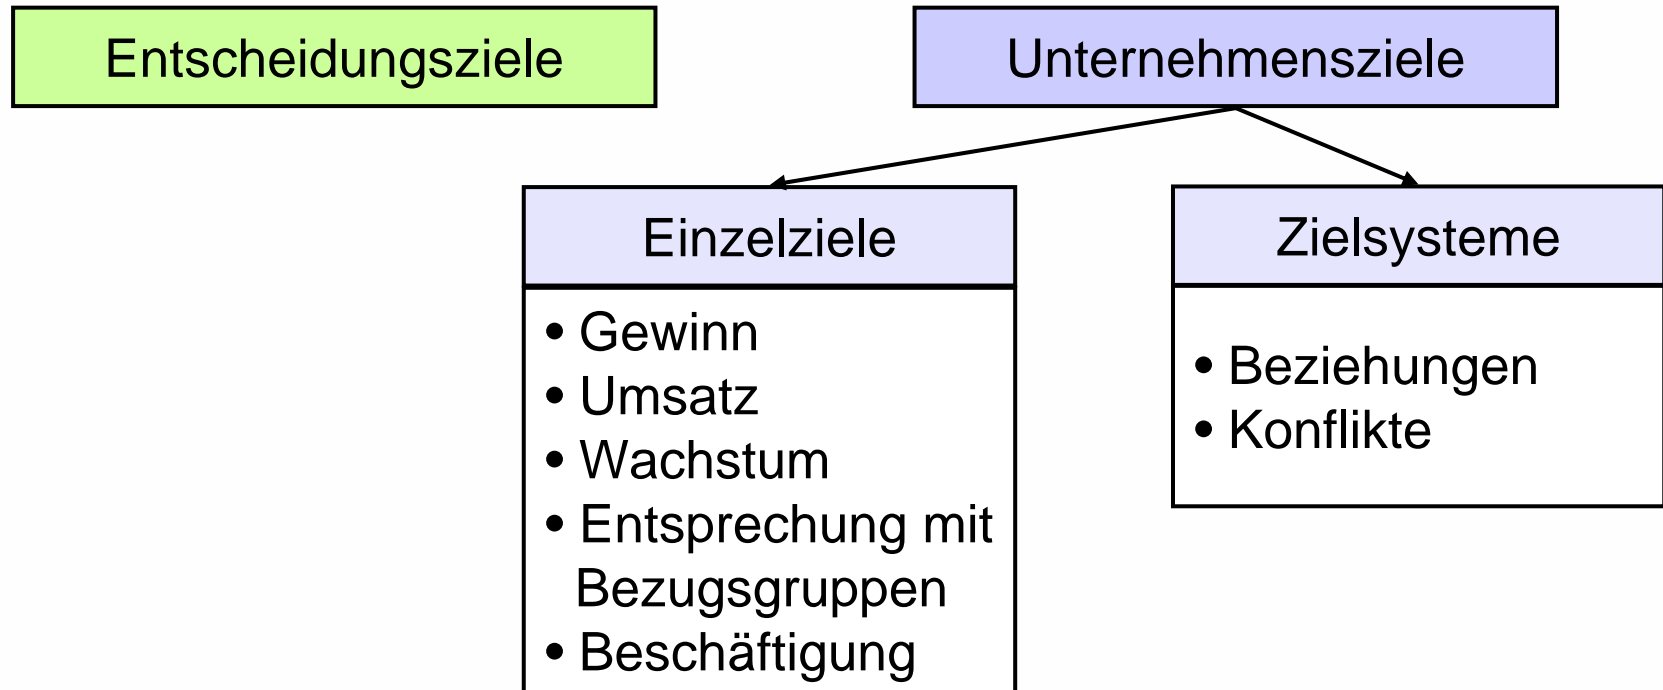 Entscheidungsziele
Unternehmensziele
Einzelziele
• Gewinn
• Umsatz
• Wachstum
• Entsprechung mit
Bezugsgruppen
• Beschäftigung
Zielsysteme
• Beziehungen
• Konflikte